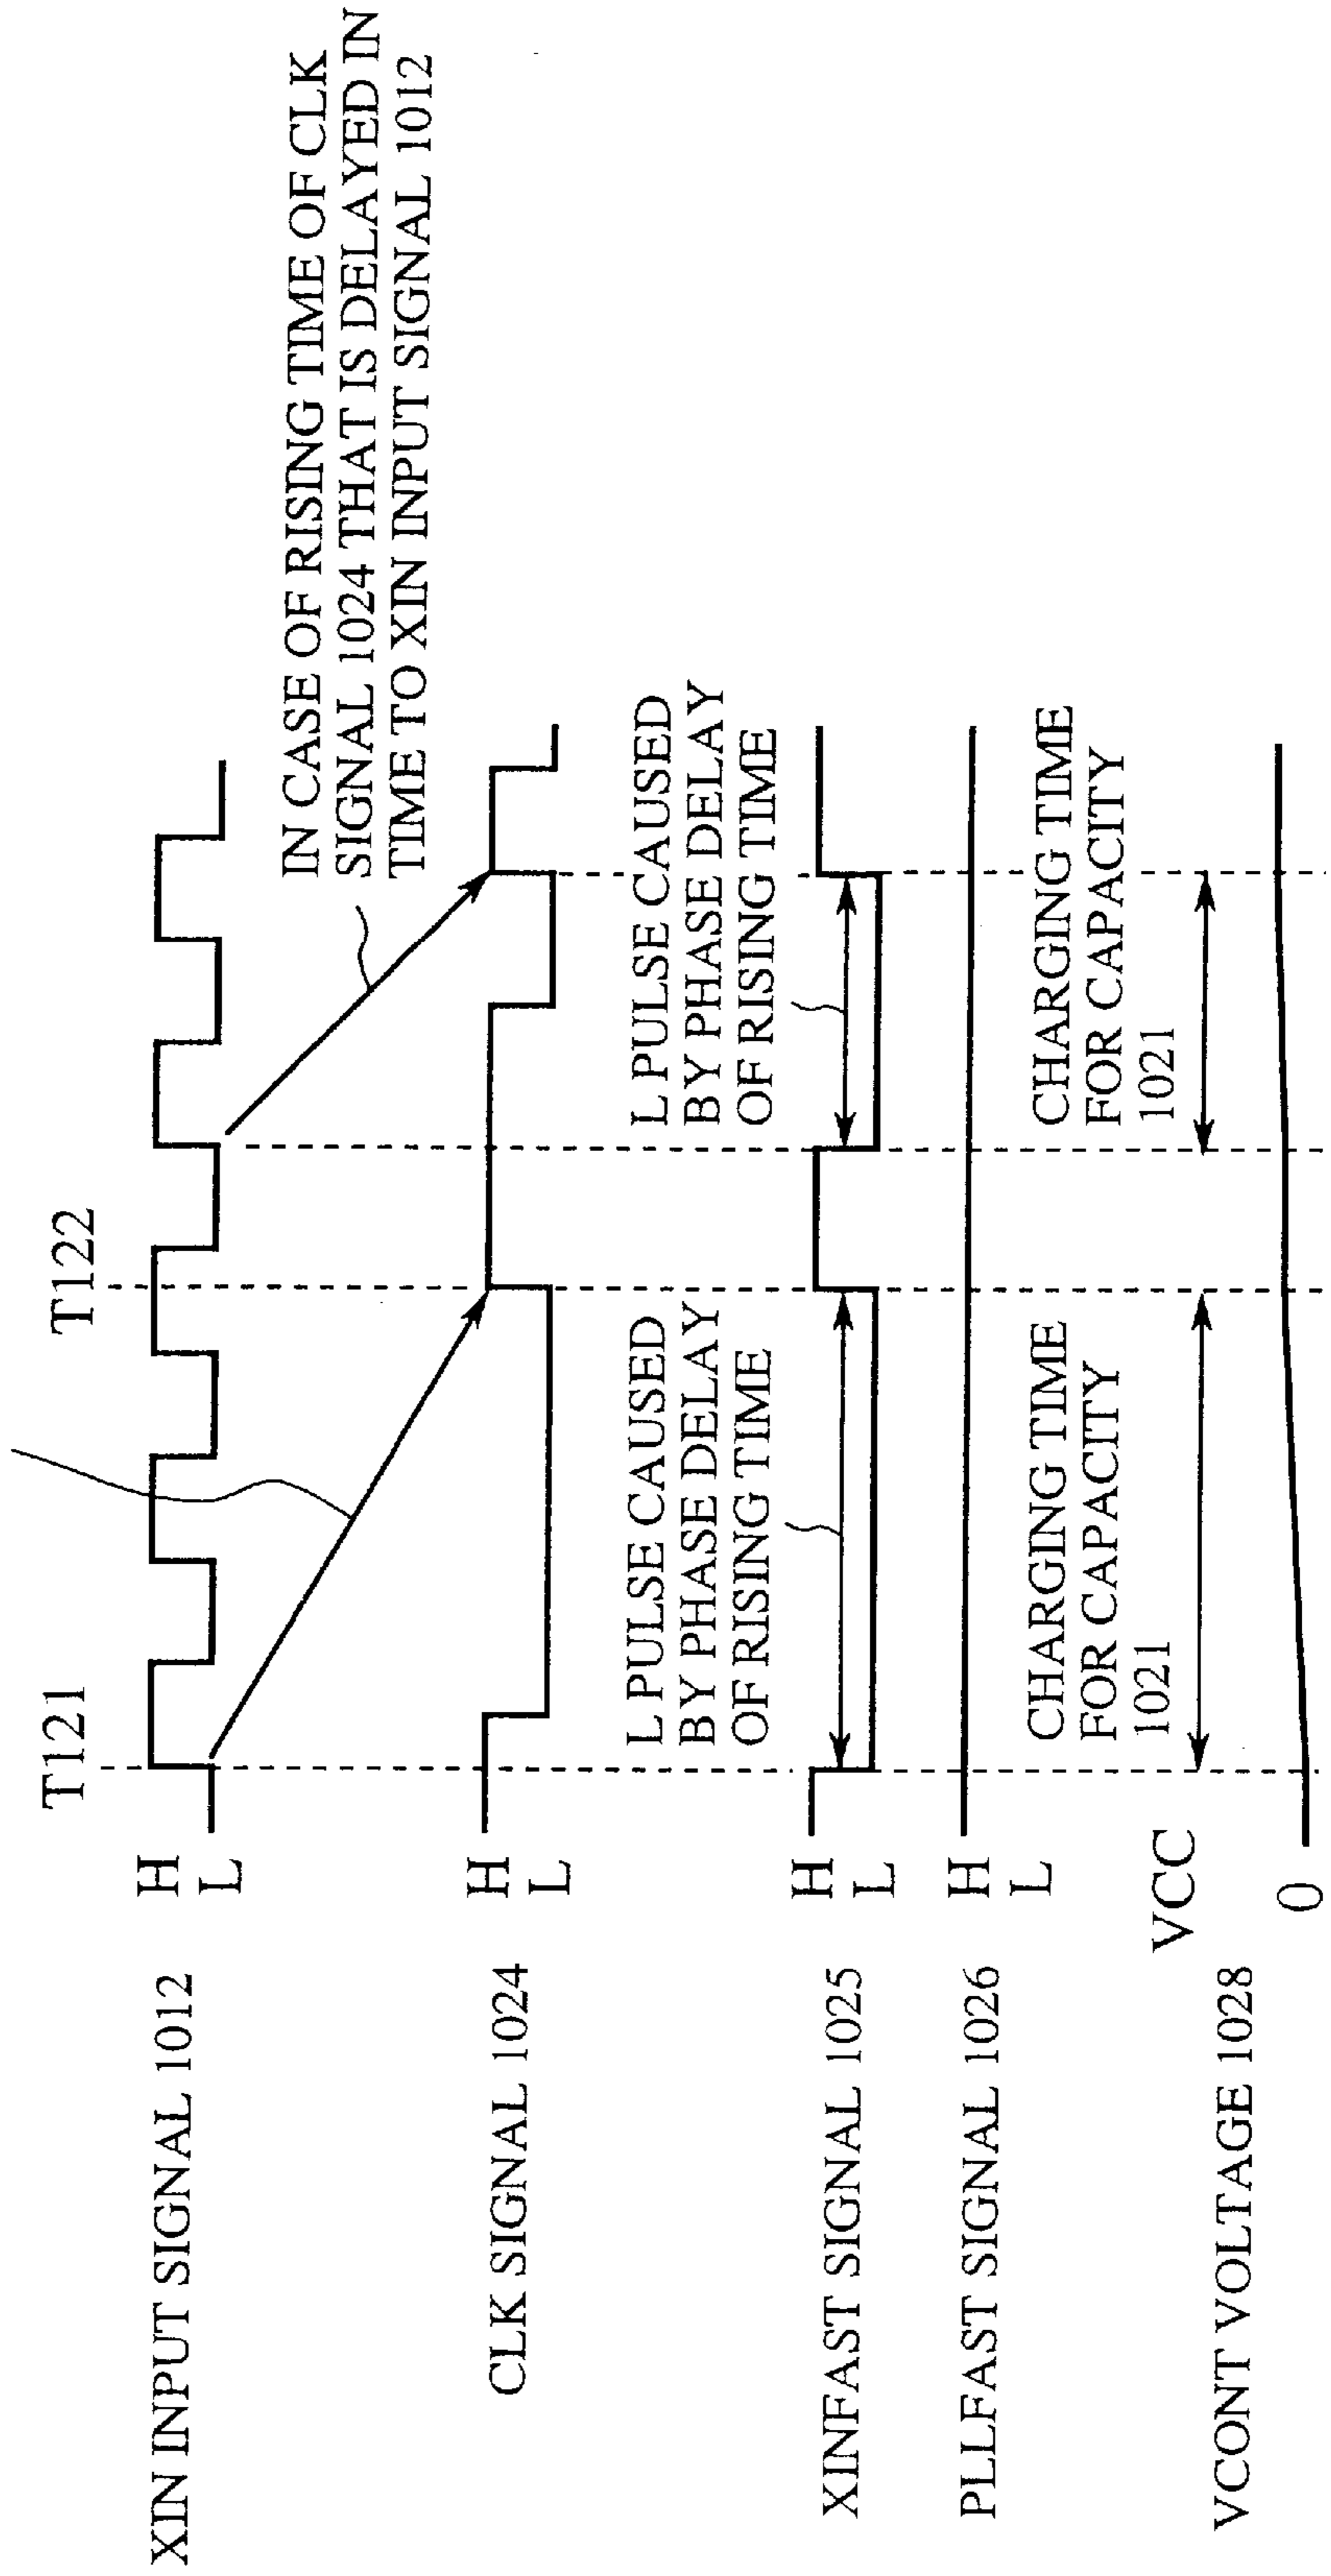 T121
T122
XIN INPUT SIGNAL 1012
H
L
IN CASE OF RISING TIME OF CLK
SIGNAL 1024 THAT IS DELAYED IN
TIME TO XIN INPUT SIGNAL 1012
CLK SIGNAL 1024
H
L
L PULSE CAUSED
BY PHASE DELAY
OF RISING TIME
L PULSE CAUSED
BY PHASE DELAY
OF RISING TIME
XINFAST SIGNAL 1025
H
L
PLLFAST SIGNAL 1026
H
L
CHARGING TIME
FOR CAPACITY
1021
CHARGING TIME
FOR CAPACITY
1021
VCC
VCONT VOLTAGE 1028
0